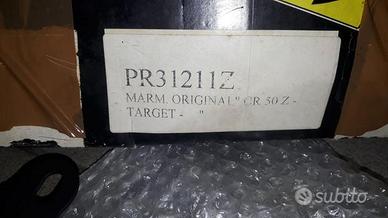 PR31211Z
MARM. ORIGINAL " CR 50 Z -
TARGET - "
subito